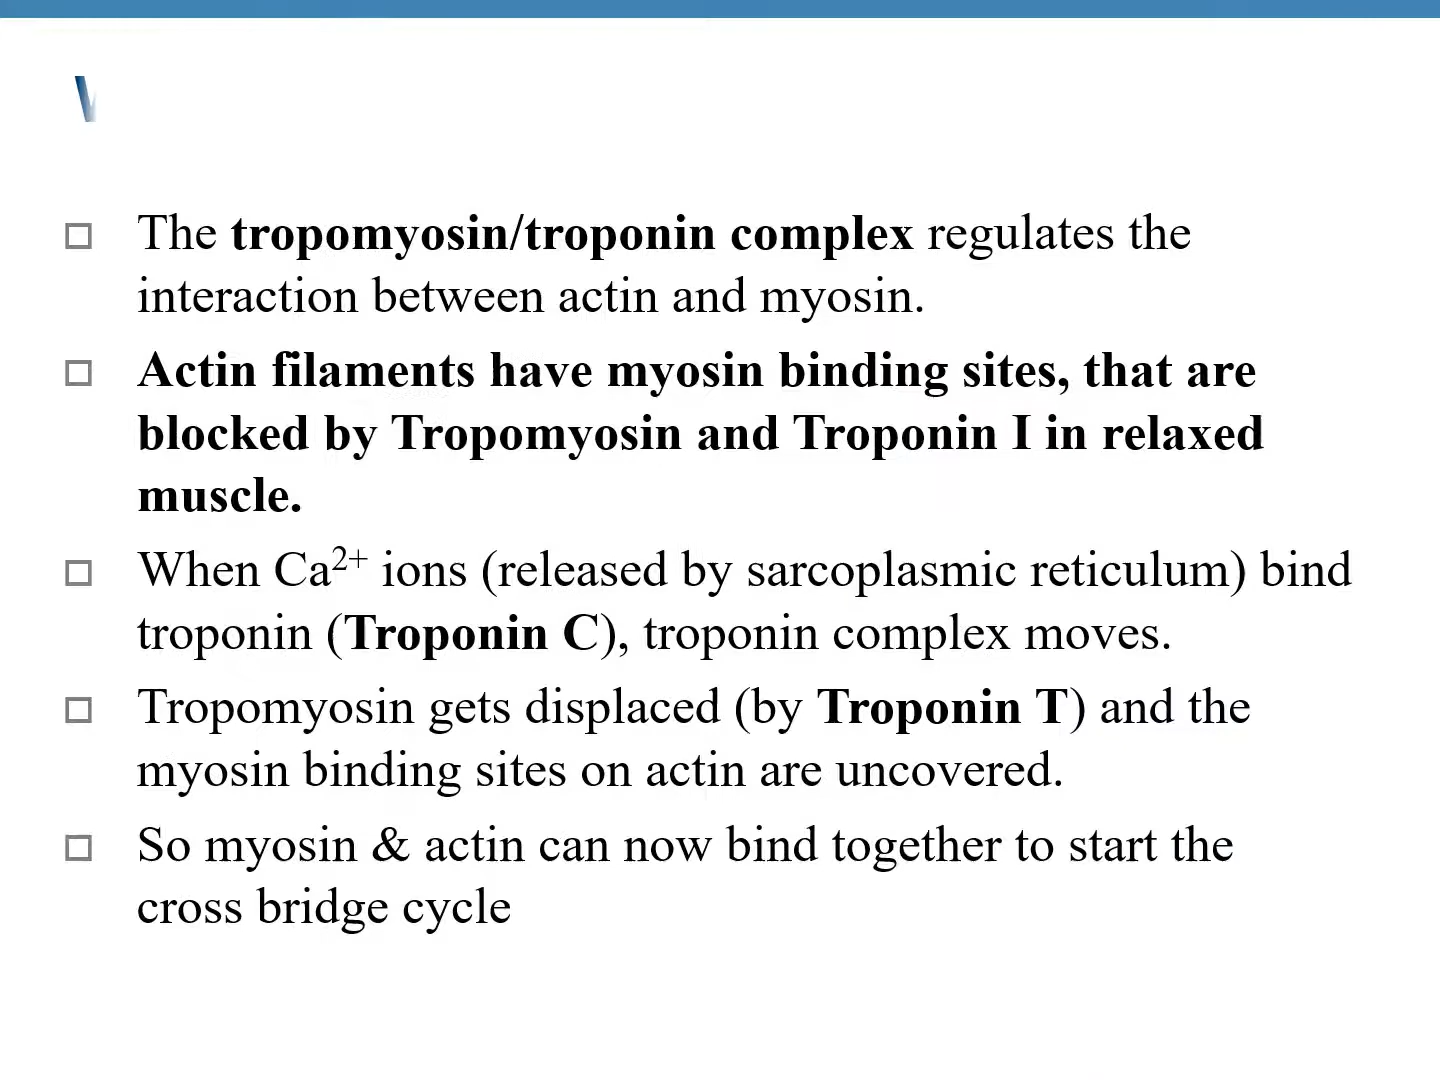 The tropomyosin/troponin complex regulates the
interaction between actin and myosin.
Actin filaments have myosin binding sites, that are
blocked by Tropomyosin and Troponin I in relaxed
muscle.
When Ca²⁺ ions (released by sarcoplasmic reticulum) bind
troponin (Troponin C), troponin complex moves.
Tropomyosin gets displaced (by Troponin T) and the
myosin binding sites on actin are uncovered.
So myosin & actin can now bind together to start the
cross bridge cycle